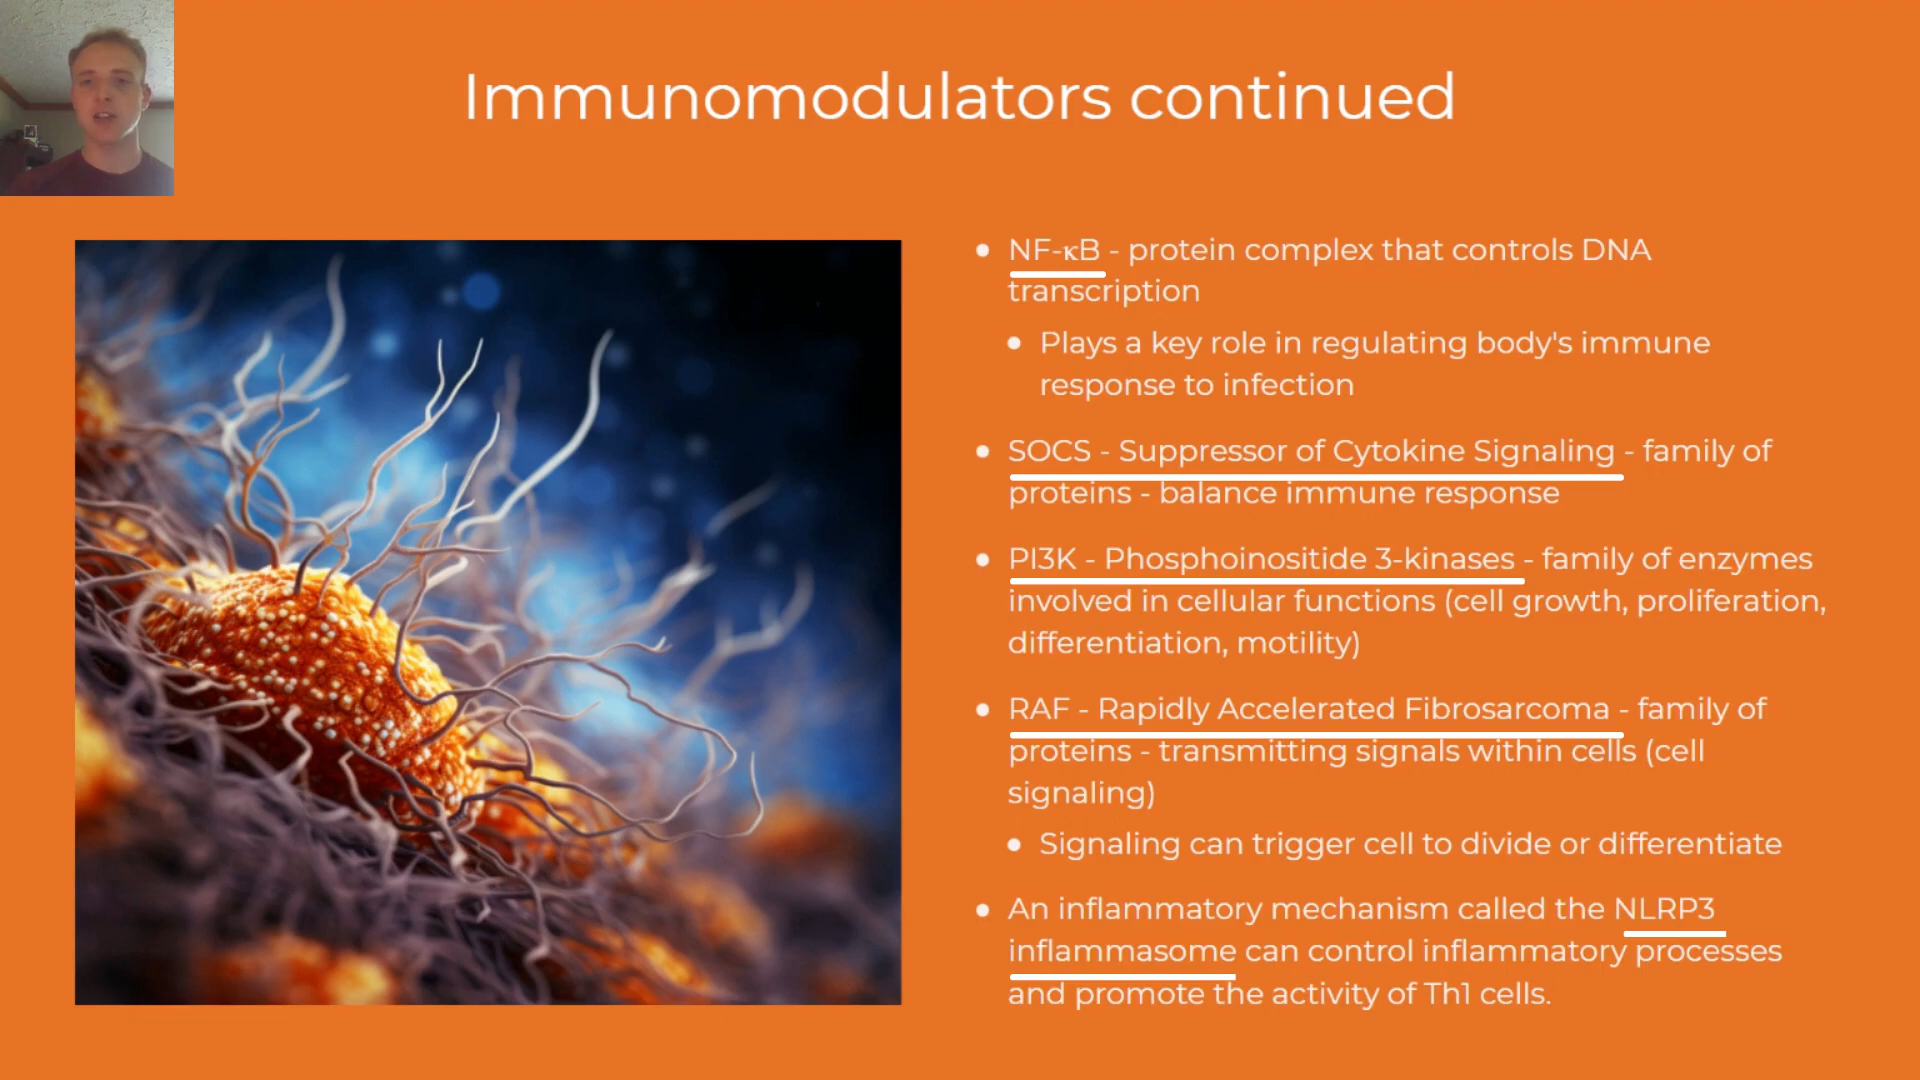 Immunomodulators continued
NF-κB - protein complex that controls DNA
transcription
Plays a key role in regulating body's immune
response to infection
SOCS - Suppressor of Cytokine Signaling - family of
proteins - balance immune response
PI3K - Phosphoinositide 3-kinases - family of enzymes
involved in cellular functions (cell growth, proliferation,
differentiation, motility)
RAF - Rapidly Accelerated Fibrosarcoma - family of
proteins - transmitting signals within cells (cell
signaling)
Signaling can trigger cell to divide or differentiate
An inflammatory mechanism called the NLRP3
inflammasome can control inflammatory processes
and promote the activity of Th1 cells.